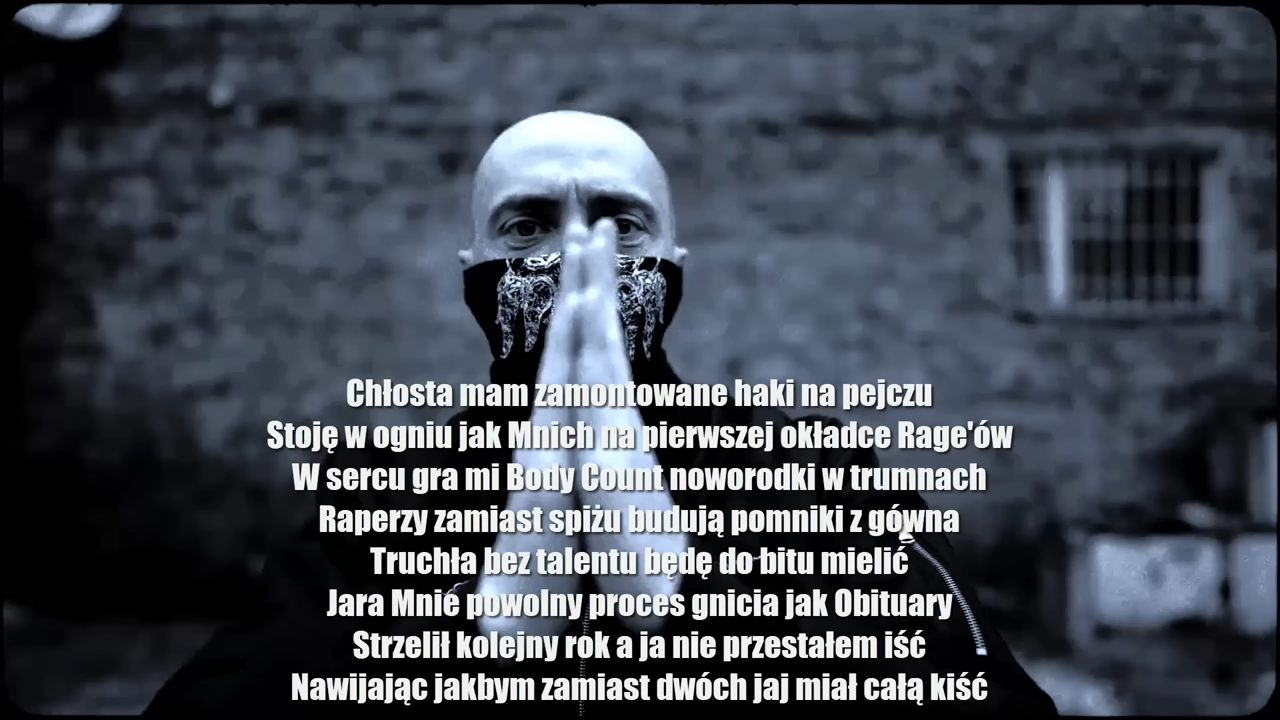 Chłosta mam zamontowane haki na pejczu
Stoję w ogniu jak Mnich na pierwszej okładce Rage'ów
W sercu gra mi Body Count noworodki w trumnach
Raperzy zamiast spiżu budują pomniki z gówna
Truchła bez talentu będę do bitu mielić
Jara Mnie powolny proces gnicia jak Obituary
Strzelił kolejny rok a ja nie przestałem iść
Nawijając jakbym zamiast dwóch jaj miał całą kiść